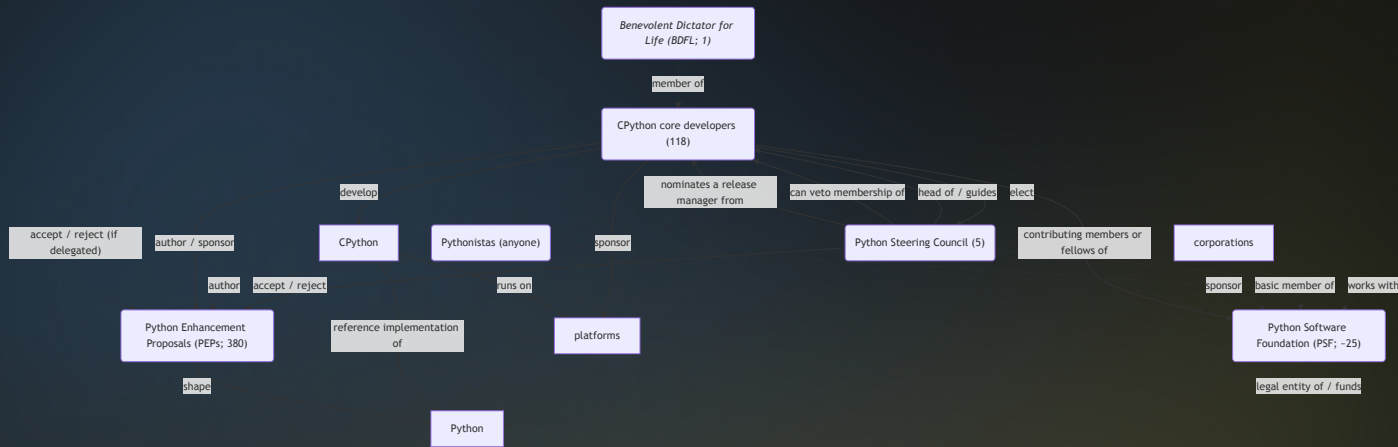 Benevolent Dictator for
Life (BDFL; 1)
member of
CPython core developers
(118)
develop
nominates a release
manager from
can veto membership of
head of / guides
elect
accept / reject (if
delegated)
author / sponsor
CPython
Pythonistas (anyone)
sponsor
Python Steering Council (5)
contributing members or
fellows of
corporations
author
accept / reject
runs on
sponsor
basic member of
works with
Python Enhancement
Proposals (PEPs; 380)
reference implementation
of
platforms
Python Software
Foundation (PSF; ~25)
shape
legal entity of / funds
Python